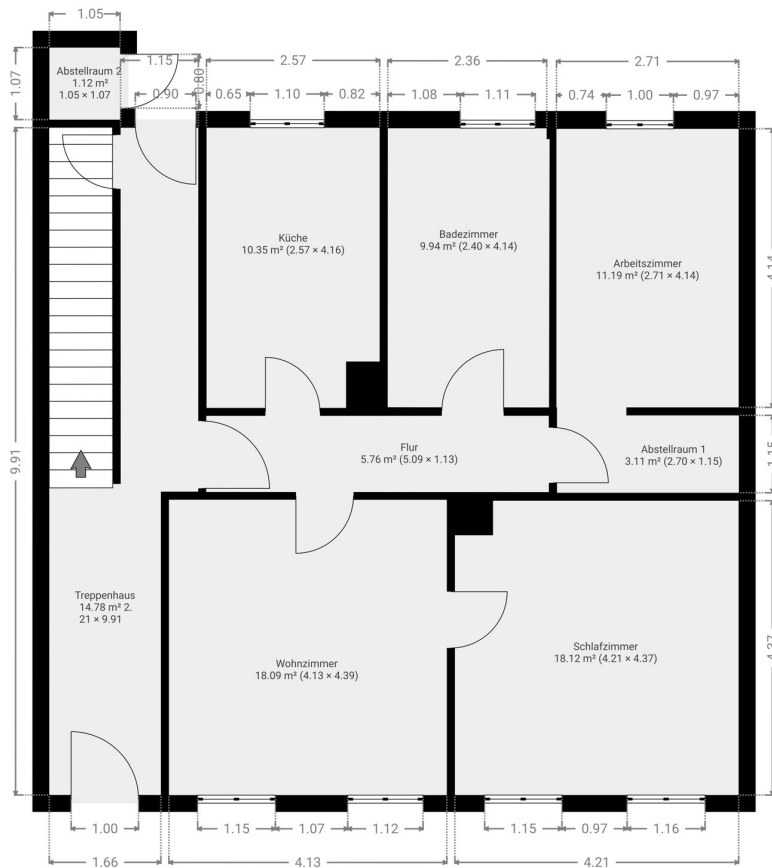 1.05
1.07
Abstellraum 2
1.12 m²
1.05 × 1.07
1.15
0.90
0.80
2.57
0.65
1.10
0.82
2.36
1.08
1.11
2.71
0.74
1.00
0.97
Küche
10.35 m² (2.57 × 4.16)
Badezimmer
9.94 m² (2.40 × 4.14)
Arbeitszimmer
11.19 m² (2.71 × 4.14)
4.14
9.91
Flur
5.76 m² (5.09 × 1.13)
Abstellraum 1
3.11 m² (2.70 × 1.15)
1.15
Treppenhaus
14.78 m² 2.
21 × 9.91
Wohnzimmer
18.09 m² (4.13 × 4.39)
Schlafzimmer
18.12 m² (4.21 × 4.37)
4.37
1.00
1.15
1.07
1.12
1.15
0.97
1.16
1.66
4.13
4.21